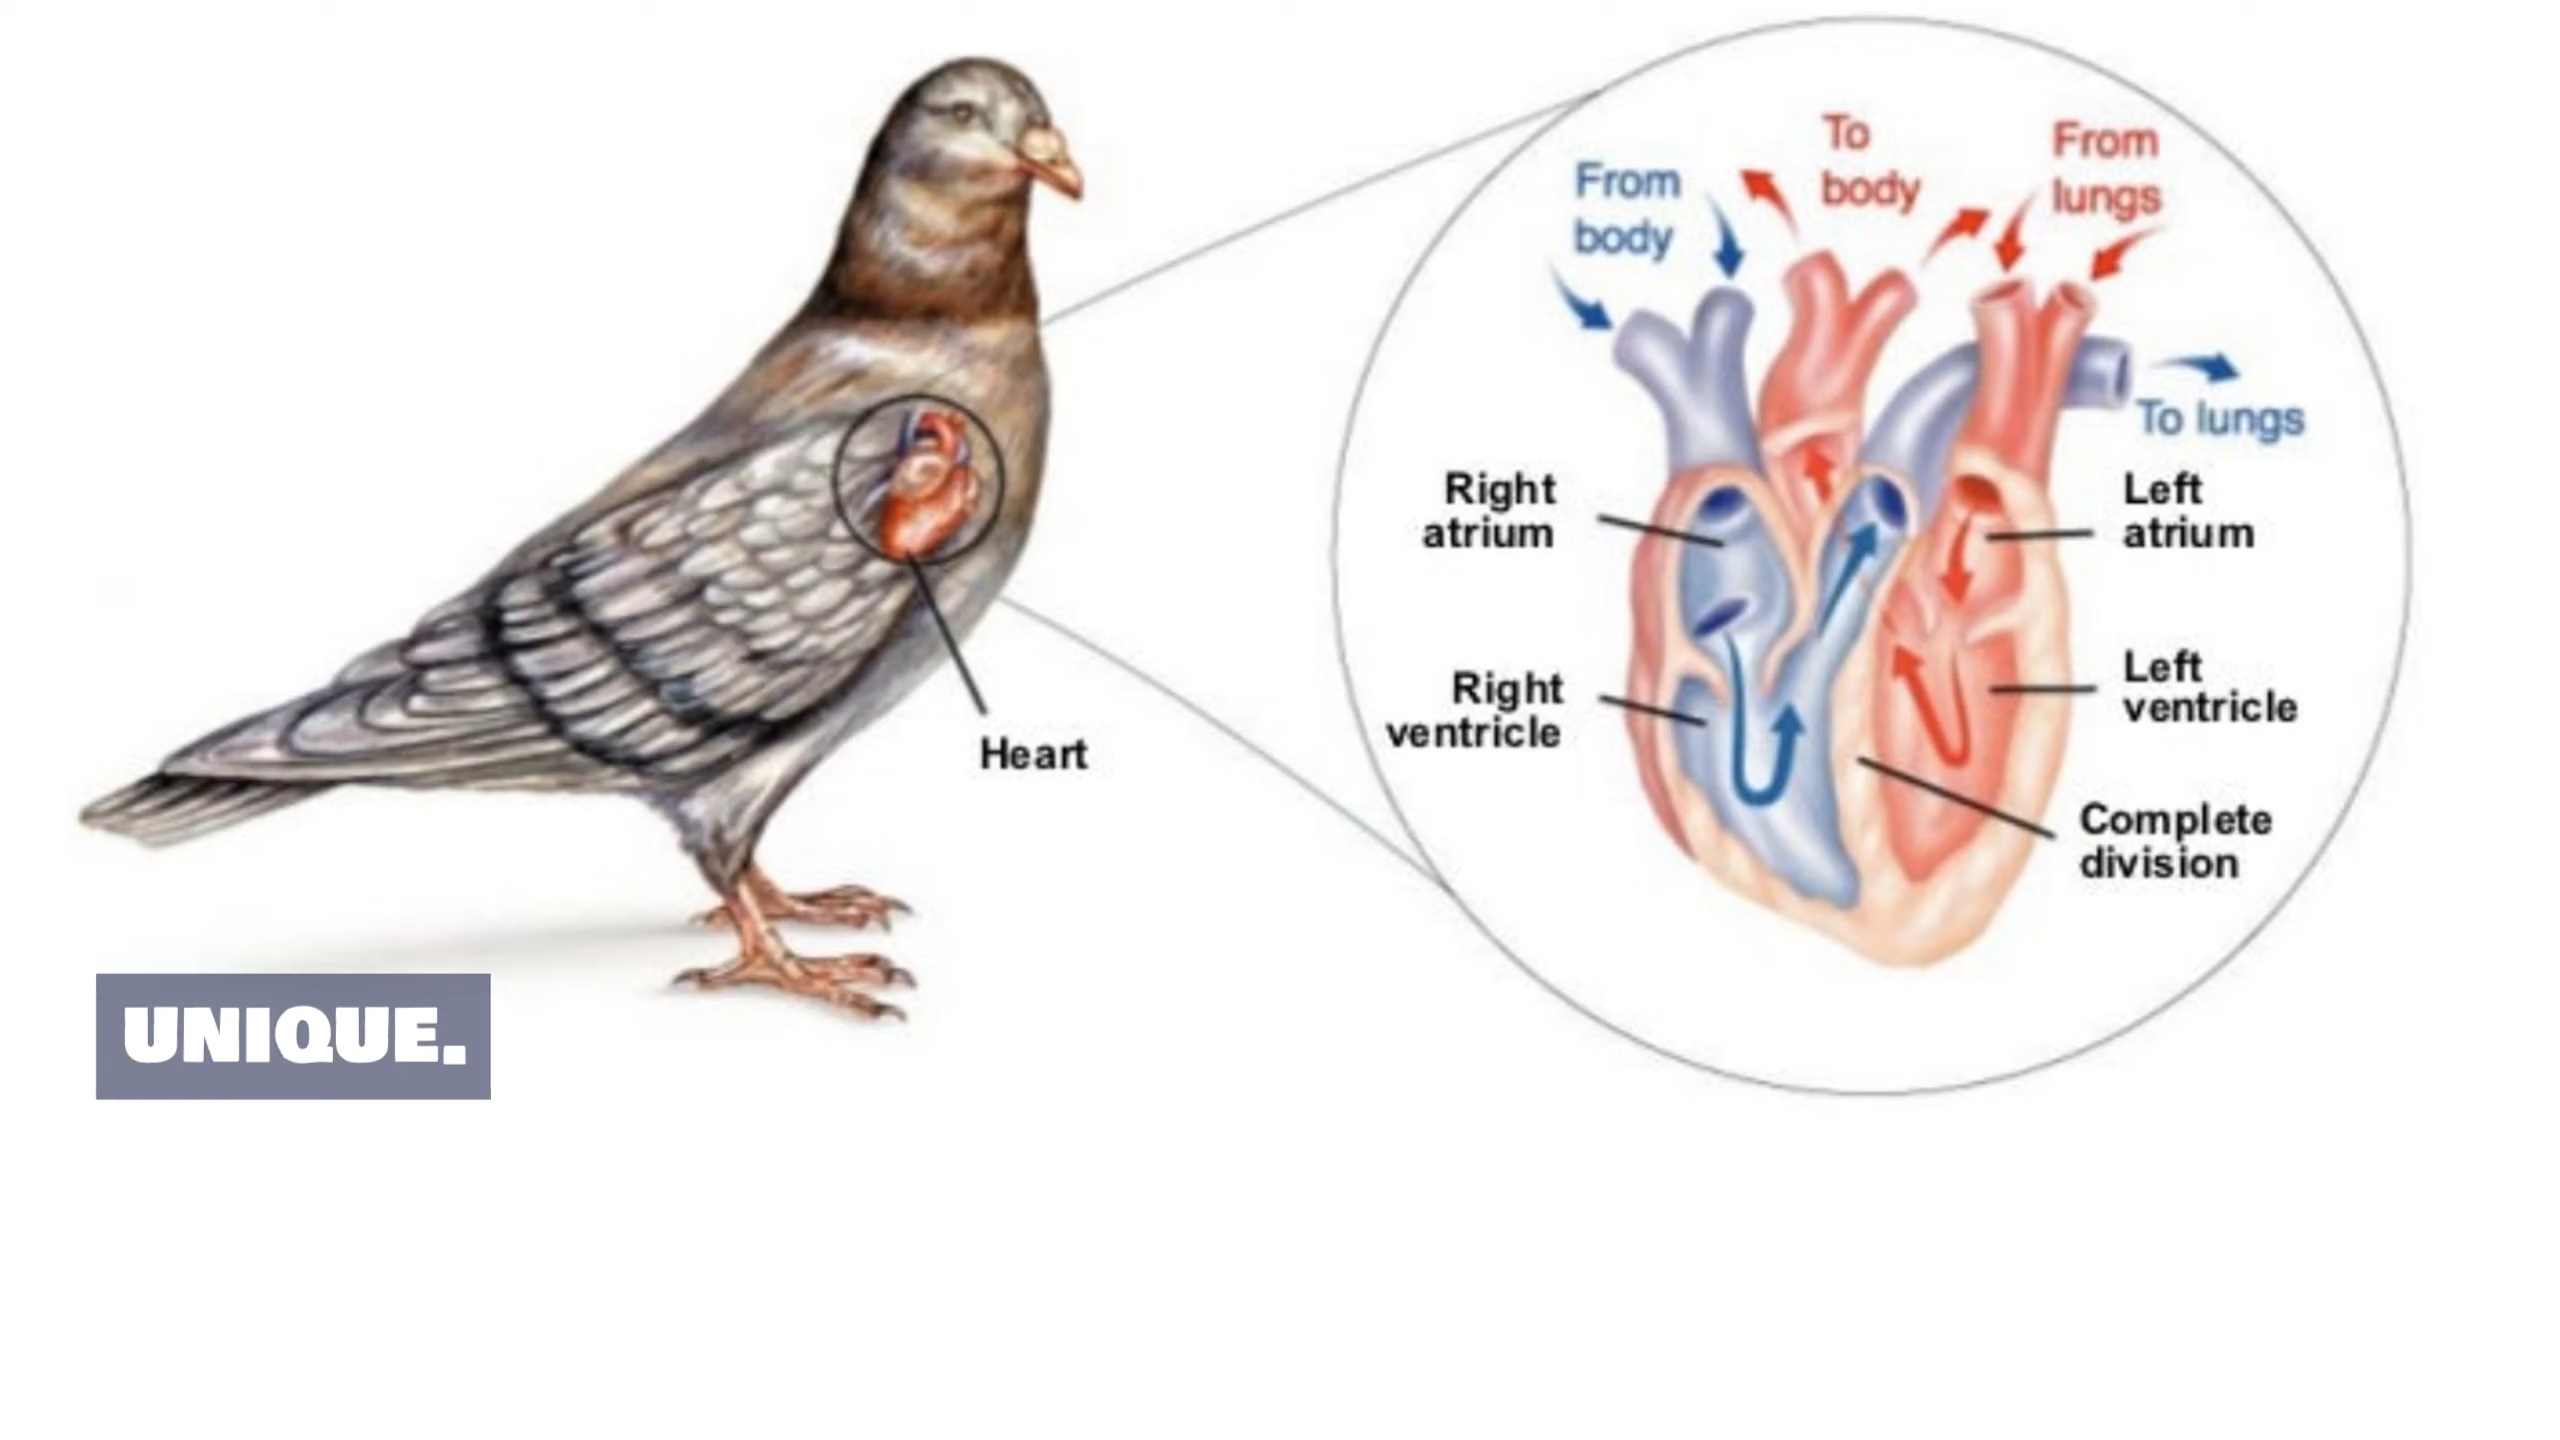 Heart
UNIQUE.
From
body
To
body
From
lungs
To lungs
Right
atrium
Left
atrium
Right
ventricle
Left
ventricle
Complete
division